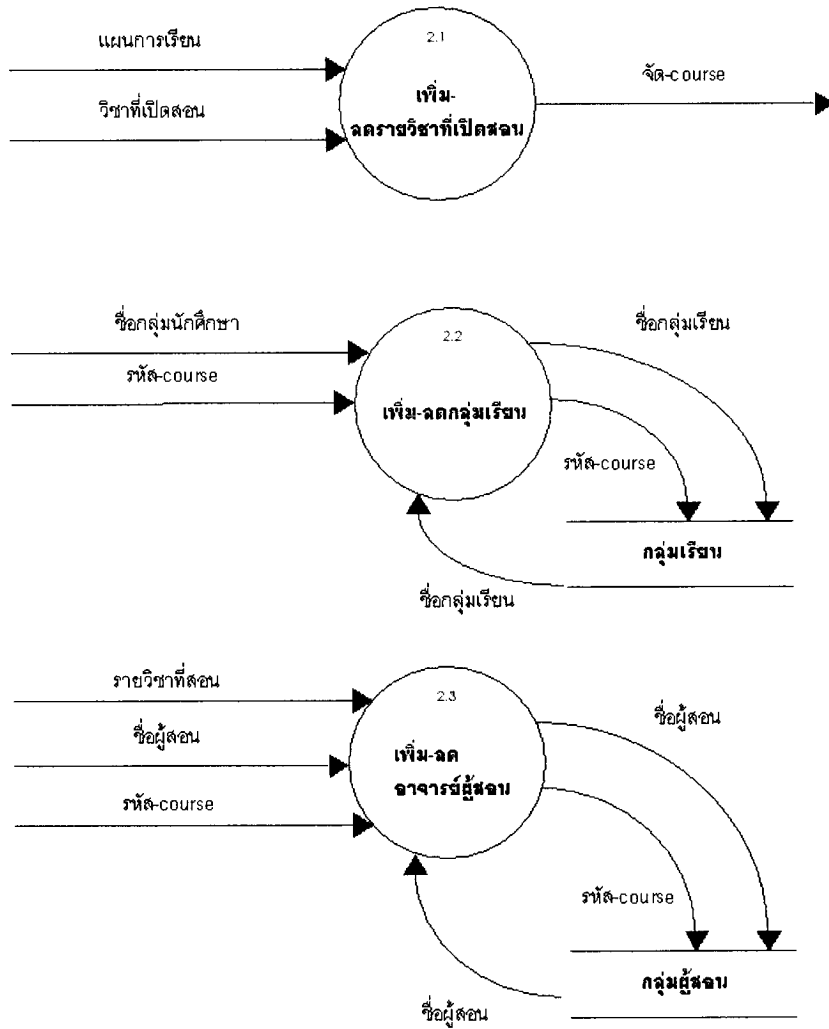 แผนการเรียน
วิชาที่เปิดสอน
2.1
เพิ่ม-
ลดรายวิชาที่เปิดสอน
จัด-course
ชื่อกลุ่มนักศึกษา
รหัส-course
2.2
เพิ่ม-ลดกลุ่มเรียน
ชื่อกลุ่มเรียน
รหัส-course
กลุ่มเรียน
ชื่อกลุ่มเรียน
รายวิชาที่สอน
ชื่อผู้สอน
รหัส-course
2.3
เพิ่ม-ลด
อาจารย์ผู้สอน
ชื่อผู้สอน
รหัส-course
กลุ่มผู้สอน
ชื่อผู้สอน